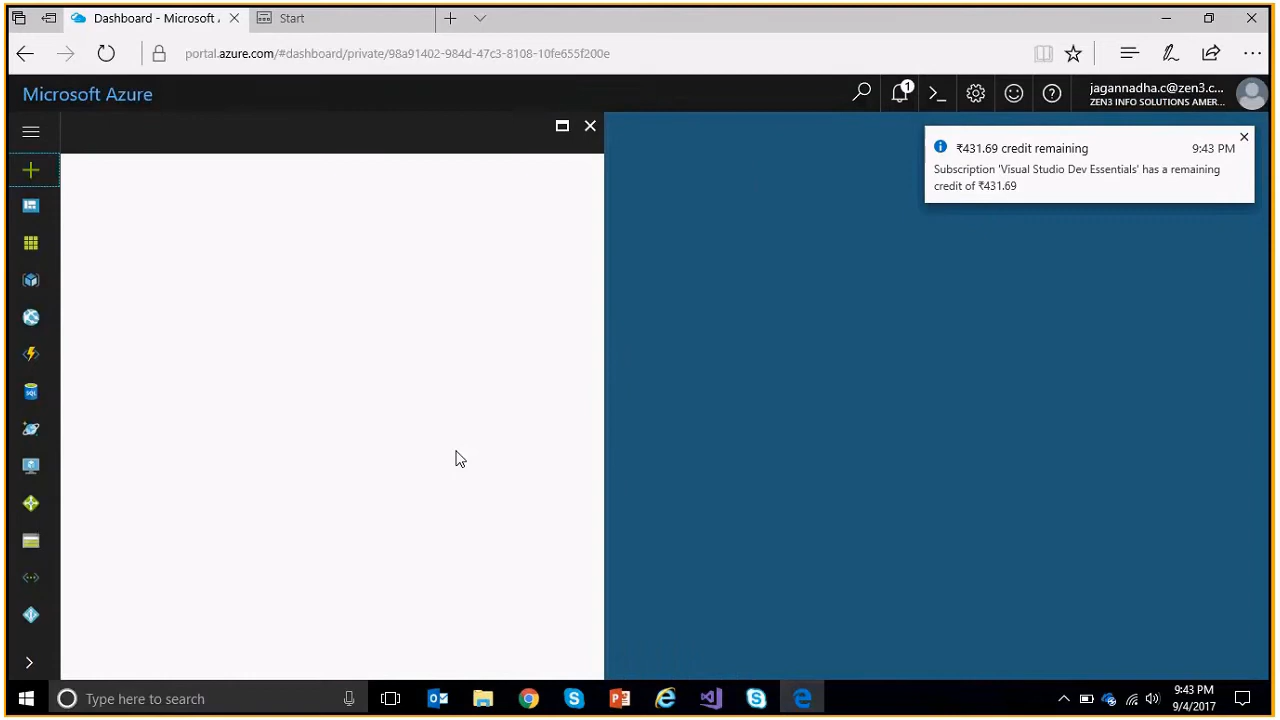 Dashboard - Microsoft A
Start
portal.azure.com/#dashboard/private/98a91402-984d-47c3-8108-10fe655f200e
Microsoft Azure
1
jagannadha.c@zen3.c...
ZEN3 INFO SOLUTIONS AMER...
₹431.69 credit remaining
9:43 PM
Subscription 'Visual Studio Dev Essentials' has a remaining
credit of ₹431.69
SQL
Type here to search
9:43 PM
9/4/2017